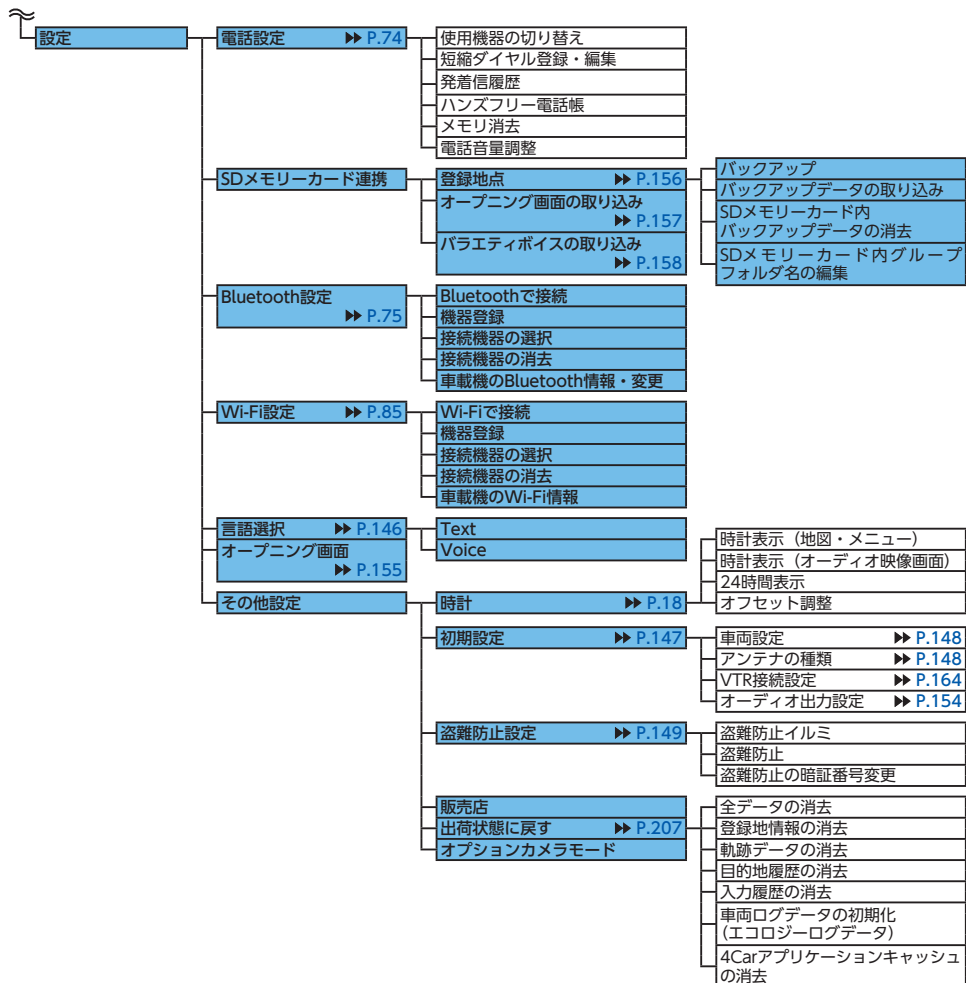 設定
電話設定 ▶▶ P.74
使用機器の切り替え
短縮ダイヤル登録・編集
発着信履歴
ハンズフリー電話帳
メモリ消去
電話音量調整
SDメモリーカード連携
登録地点 ▶▶ P.156
バックアップ
バックアップデータの取り込み
SDメモリーカード内
バックアップデータの消去
SDメモリーカード内グループ
フォルダ名の編集
オープニング画面の取り込み
▶▶ P.157
バラエティボイスの取り込み
▶▶ P.158
Bluetooth設定
▶▶ P.75
Bluetoothで接続
機器登録
接続機器の選択
接続機器の消去
車載機のBluetooth情報・変更
Wi-Fi設定 ▶▶ P.85
Wi-Fiで接続
機器登録
接続機器の選択
接続機器の消去
車載機のWi-Fi情報
言語選択 ▶▶ P.146
Text
Voice
オープニング画面
▶▶ P.155
その他設定
時計 ▶▶ P.18
時計表示（地図・メニュー）
時計表示（オーディオ映像画面）
24時間表示
オフセット調整
初期設定 ▶▶ P.147
車両設定 ▶▶ P.148
アンテナの種類 ▶▶ P.148
VTR接続設定 ▶▶ P.164
オーディオ出力設定 ▶▶ P.154
盗難防止設定 ▶▶ P.149
盗難防止イルミ
盗難防止
盗難防止の暗証番号変更
販売店
出荷状態に戻す ▶▶ P.207
全データの消去
登録地情報の消去
軌跡データの消去
目的地履歴の消去
入力履歴の消去
車両ログデータの初期化
（エコロジーログデータ）
4Carアプリケーションキャッシュ
の消去
オプションカメラモード